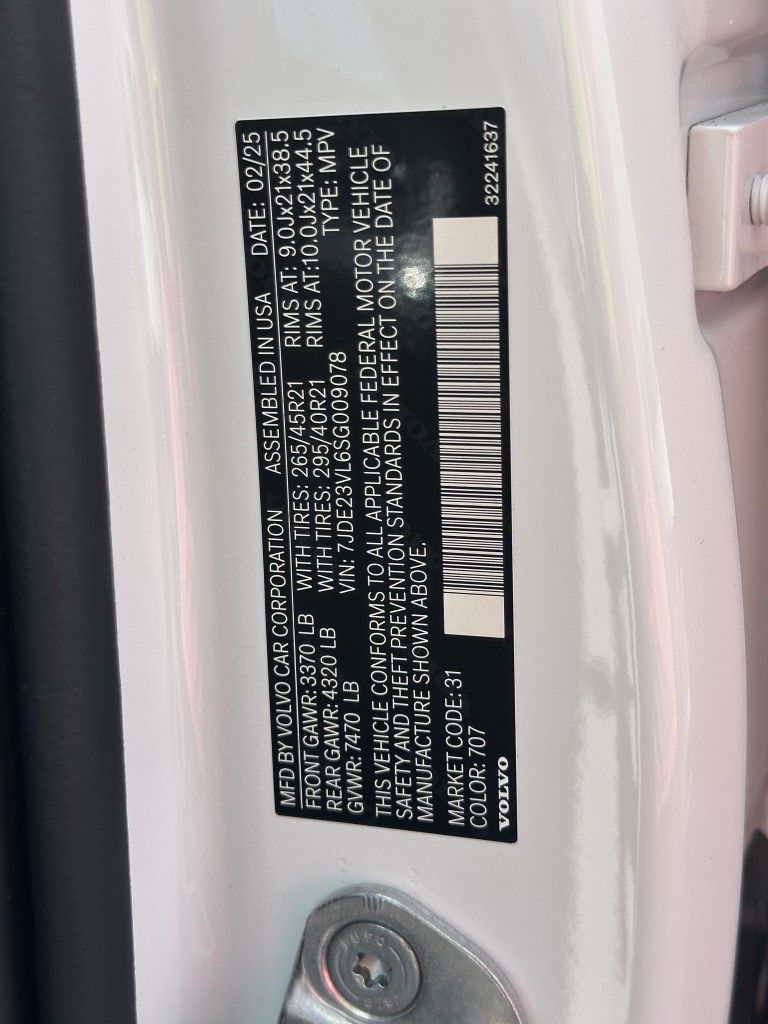 MFD BY VOLVO CAR CORPORATION ASSEMBLED IN USA DATE: 02/25
FRONT GAWR:3370 LB WITH TIRES: 265/45R21 RIMS AT: 9.0Jx21x38.5
REAR GAWR:4320 LB WITH TIRES: 295/40R21 RIMS AT:10.0Jx21x44.5
GVWR: 7470 LB VIN: 7JDE23VL6SG009078 TYPE: MPV
THIS VEHICLE CONFORMS TO ALL APPLICABLE FEDERAL MOTOR VEHICLE
SAFETY AND THEFT PREVENTION STANDARDS IN EFFECT ON THE DATE OF
MANUFACTURE SHOWN ABOVE.
MARKET CODE: 31
COLOR: 707
VOLVO 32241637